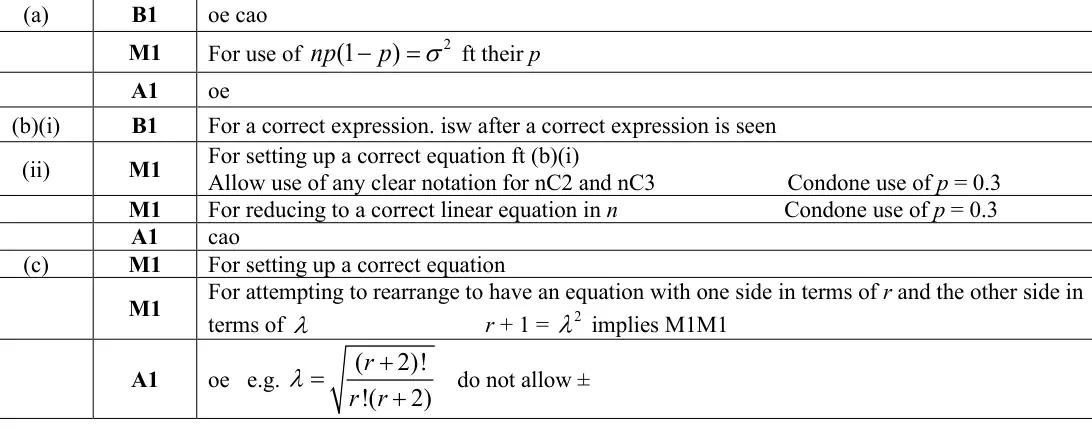 (a) B1 oe cao
M1 For use of np(1 − p) = σ² ft their p
A1 oe
(b)(i) B1 For a correct expression. isw after a correct expression is seen
(ii) M1 For setting up a correct equation ft (b)(i)
Allow use of any clear notation for nC2 and nC3 Condone use of p = 0.3
M1 For reducing to a correct linear equation in n Condone use of p = 0.3
A1 cao
(c) M1 For setting up a correct equation
M1 For attempting to rearrange to have an equation with one side in terms of r and the other side in
terms of λ r + 1 = λ² implies M1M1
A1 oe e.g. λ = √((r + 2)! / r!(r + 2)) do not allow ±